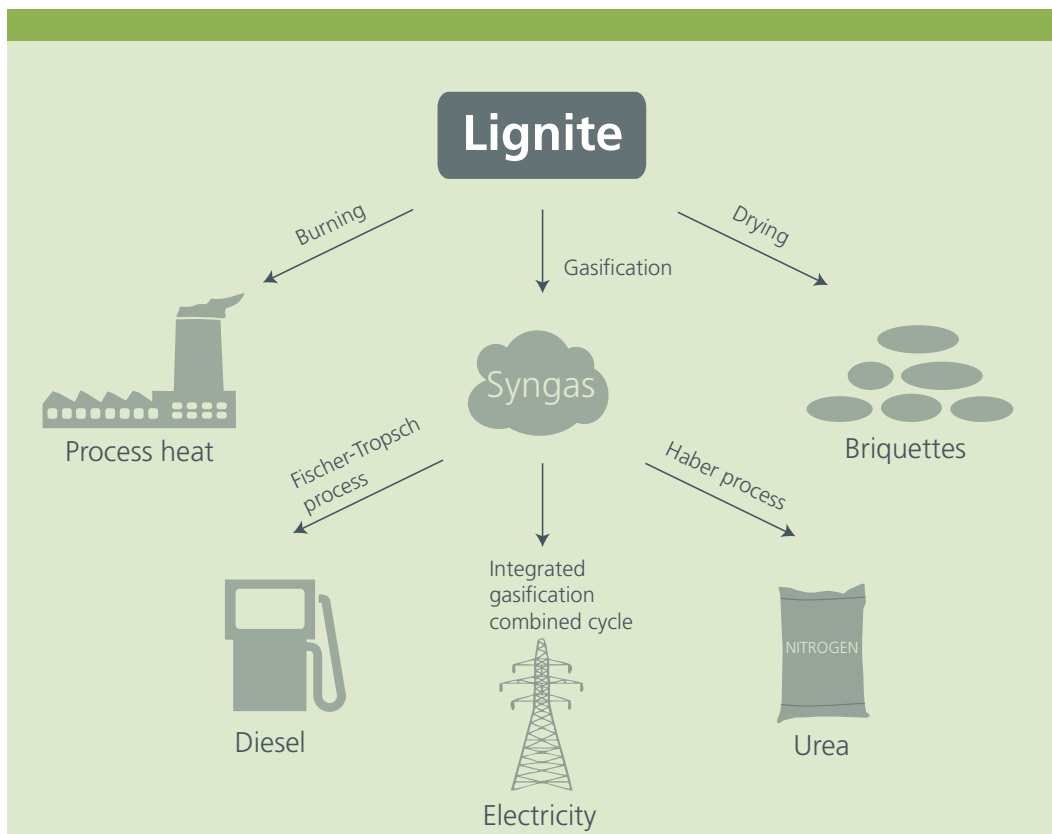 Lignite
Burning
Gasification
Drying
Process heat
Syngas
Briquettes
Fischer-Tropsch
process
Haber process
Integrated
gasification
combined cycle
Diesel
Electricity
NITROGEN
Urea